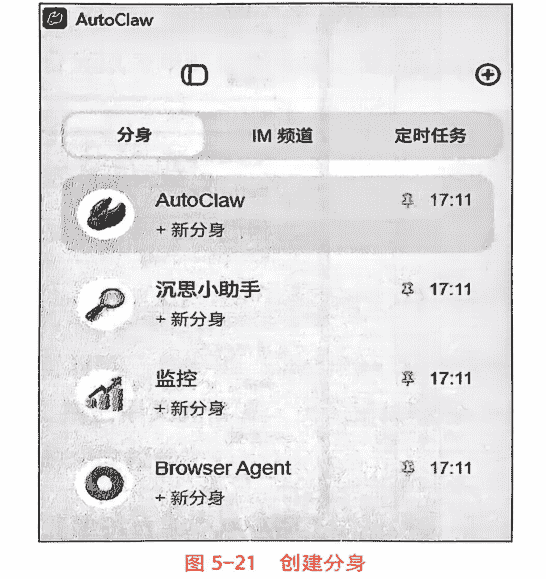 AutoClaw
分身 IM 频道 定时任务
AutoClaw 17:11
+ 新分身
沉思小助手 17:11
+ 新分身
监控 17:11
+ 新分身
Browser Agent 17:11
+ 新分身
图 5-21 创建分身